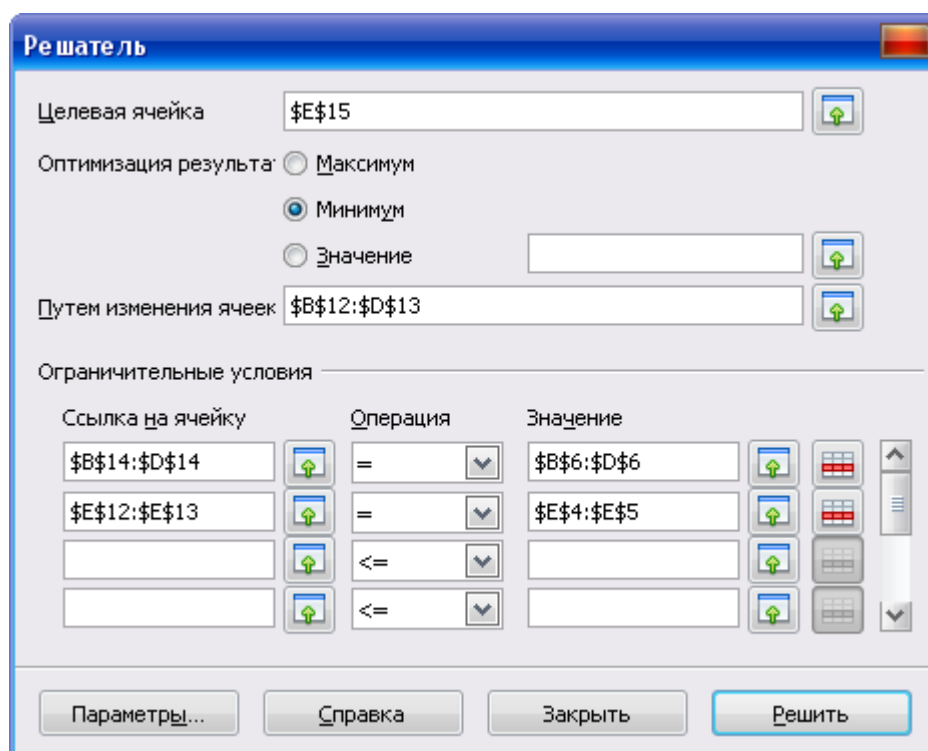 Решатель
Целевая ячейка $E$15
Оптимизация результат Максимум
Минимум
Значение
Путем изменения ячеек $B$12:$D$13
Ограничительные условия
Ссылка на ячейку Операция Значение
$B$14:$D$14 = $B$6:$D$6
$E$12:$E$13 = $E$4:$E$5
<=
<=
Параметры... Справка Закрыть Решить